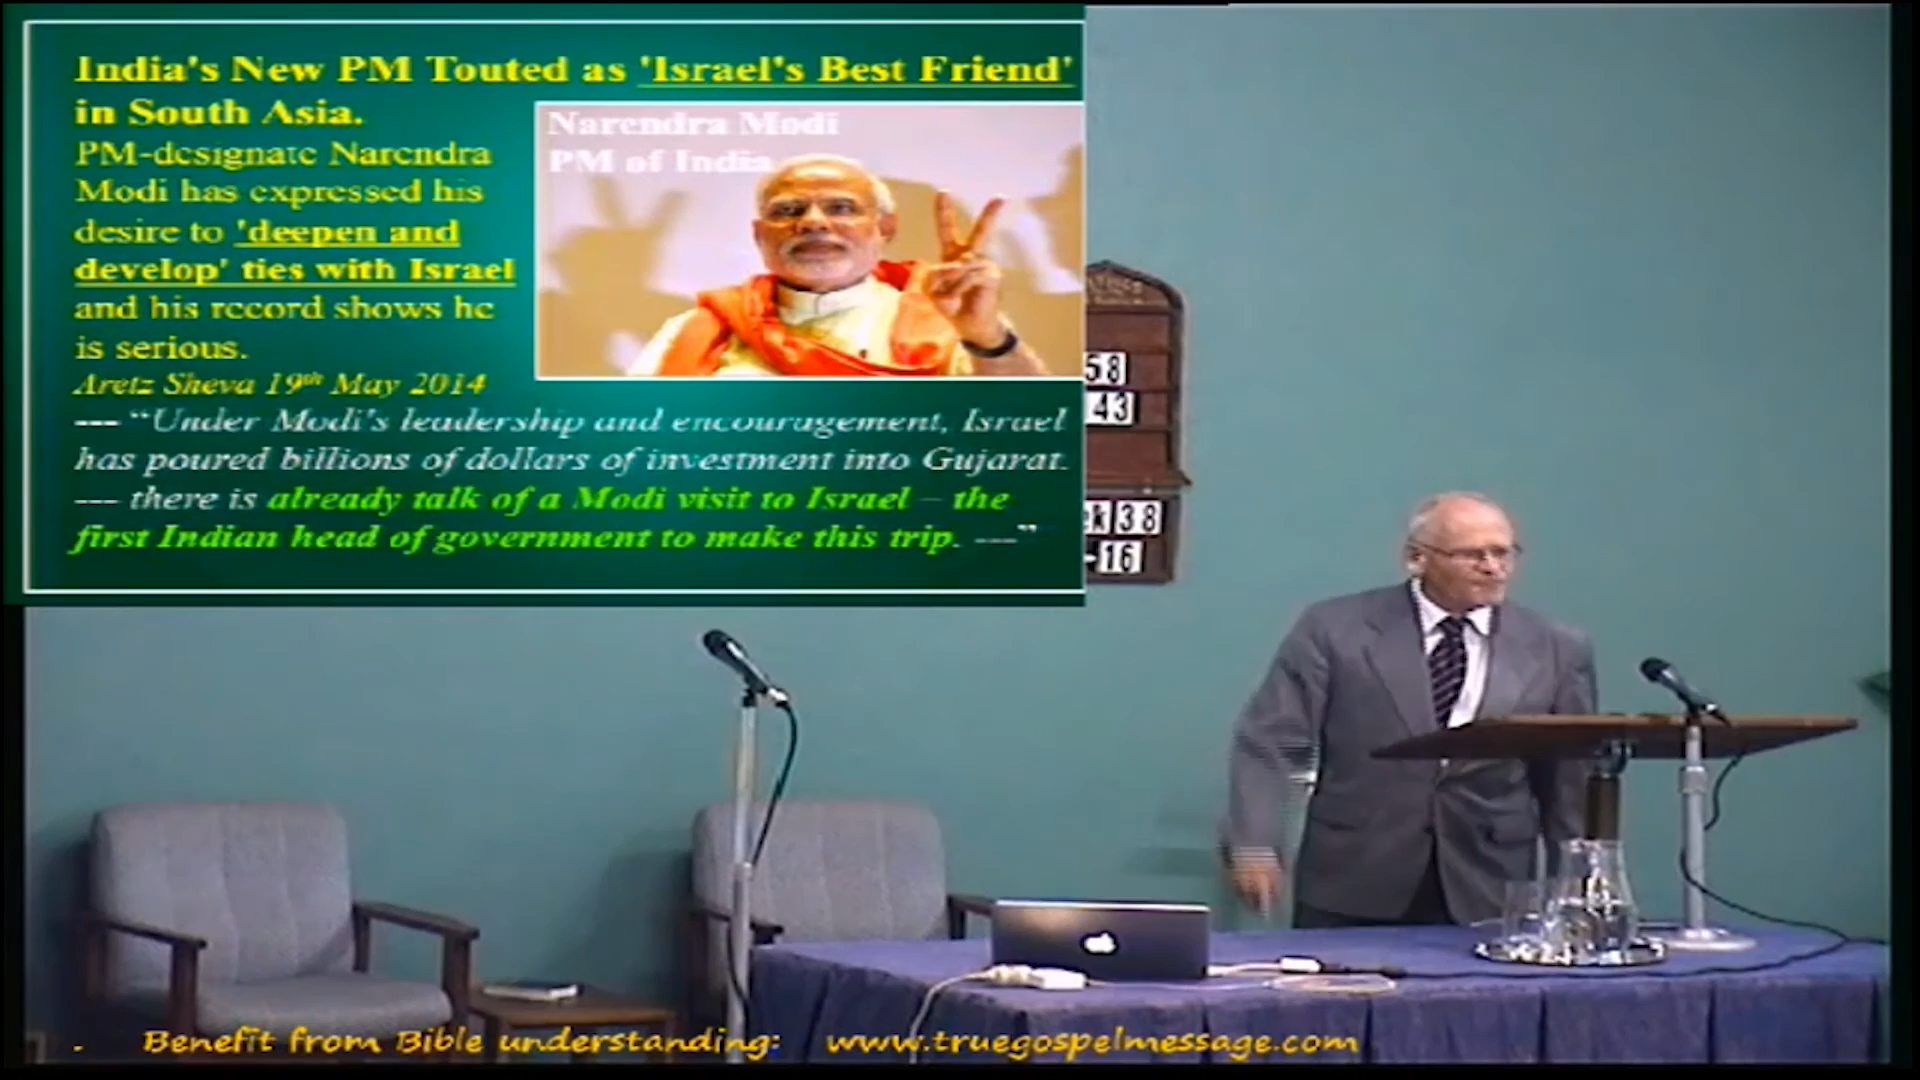 India's New PM Touted as 'Israel's Best Friend'
in South Asia.
PM-designate Narendra
Modi has expressed his
desire to 'deepen and
develop' ties with Israel
and his record shows he
is serious.
Aretz Sheva 19th May 2014
Narendra Modi
PM of India
--- “Under Modi's leadership and encouragement, Israel
has poured billions of dollars of investment into Gujarat.
--- there is already talk of a Modi visit to Israel – the
first Indian head of government to make this trip. ---”
58
43
38
-16
. Benefit from Bible understanding: www.truegospelmessage.com